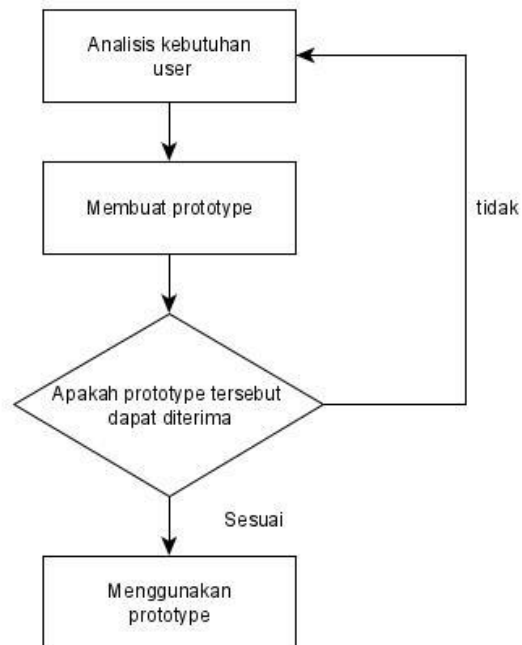 Analisis kebutuhan
user
Membuat prototype
tidak
Apakah prototype tersebut
dapat diterima
Sesuai
Menggunakan
prototype